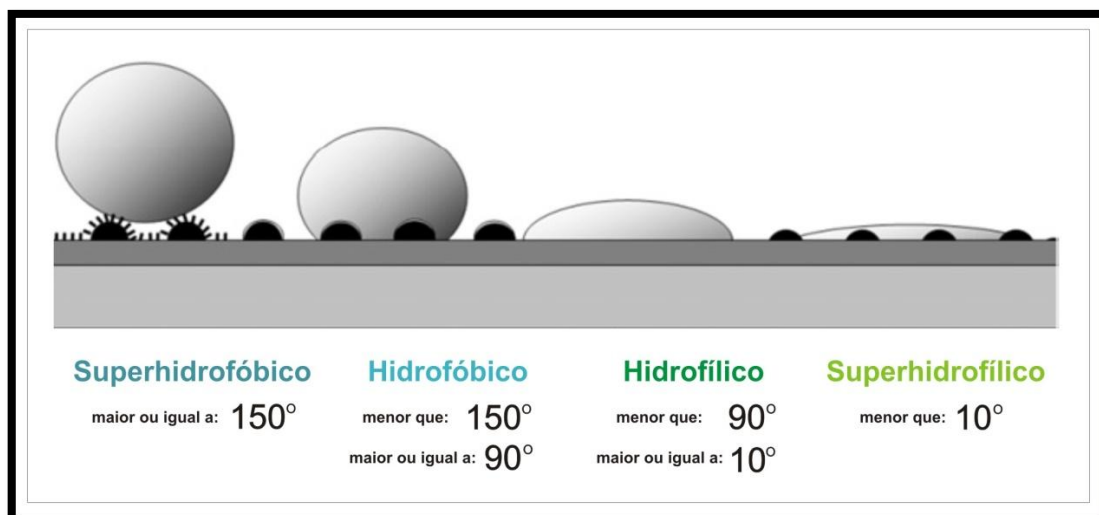 Superhidrofóbico Hidrofóbico Hidrofílico Superhidrofílico
maior ou igual a: 150° menor que: 150° menor que: 90° menor que: 10°
maior ou igual a: 90° maior ou igual a: 10°